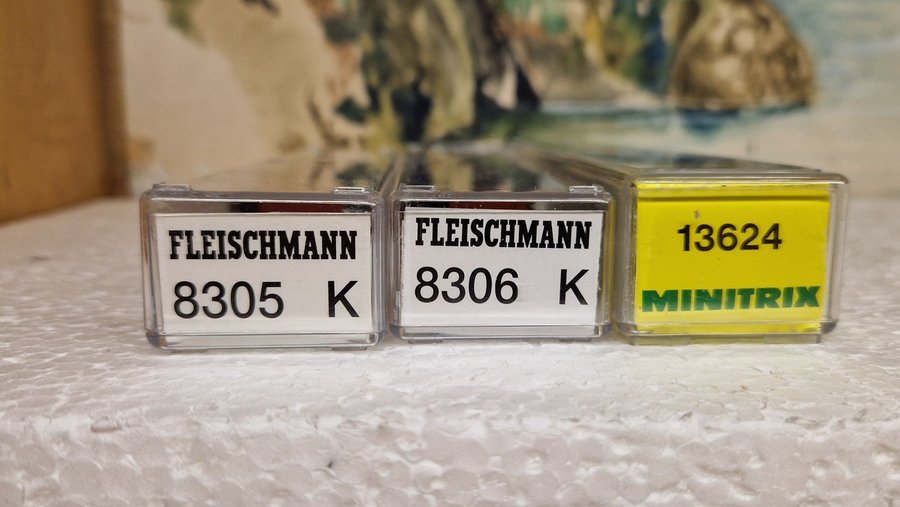 FLEISCHMANN
8305 K
FLEISCHMANN
8306 K
13624
MINITRIX